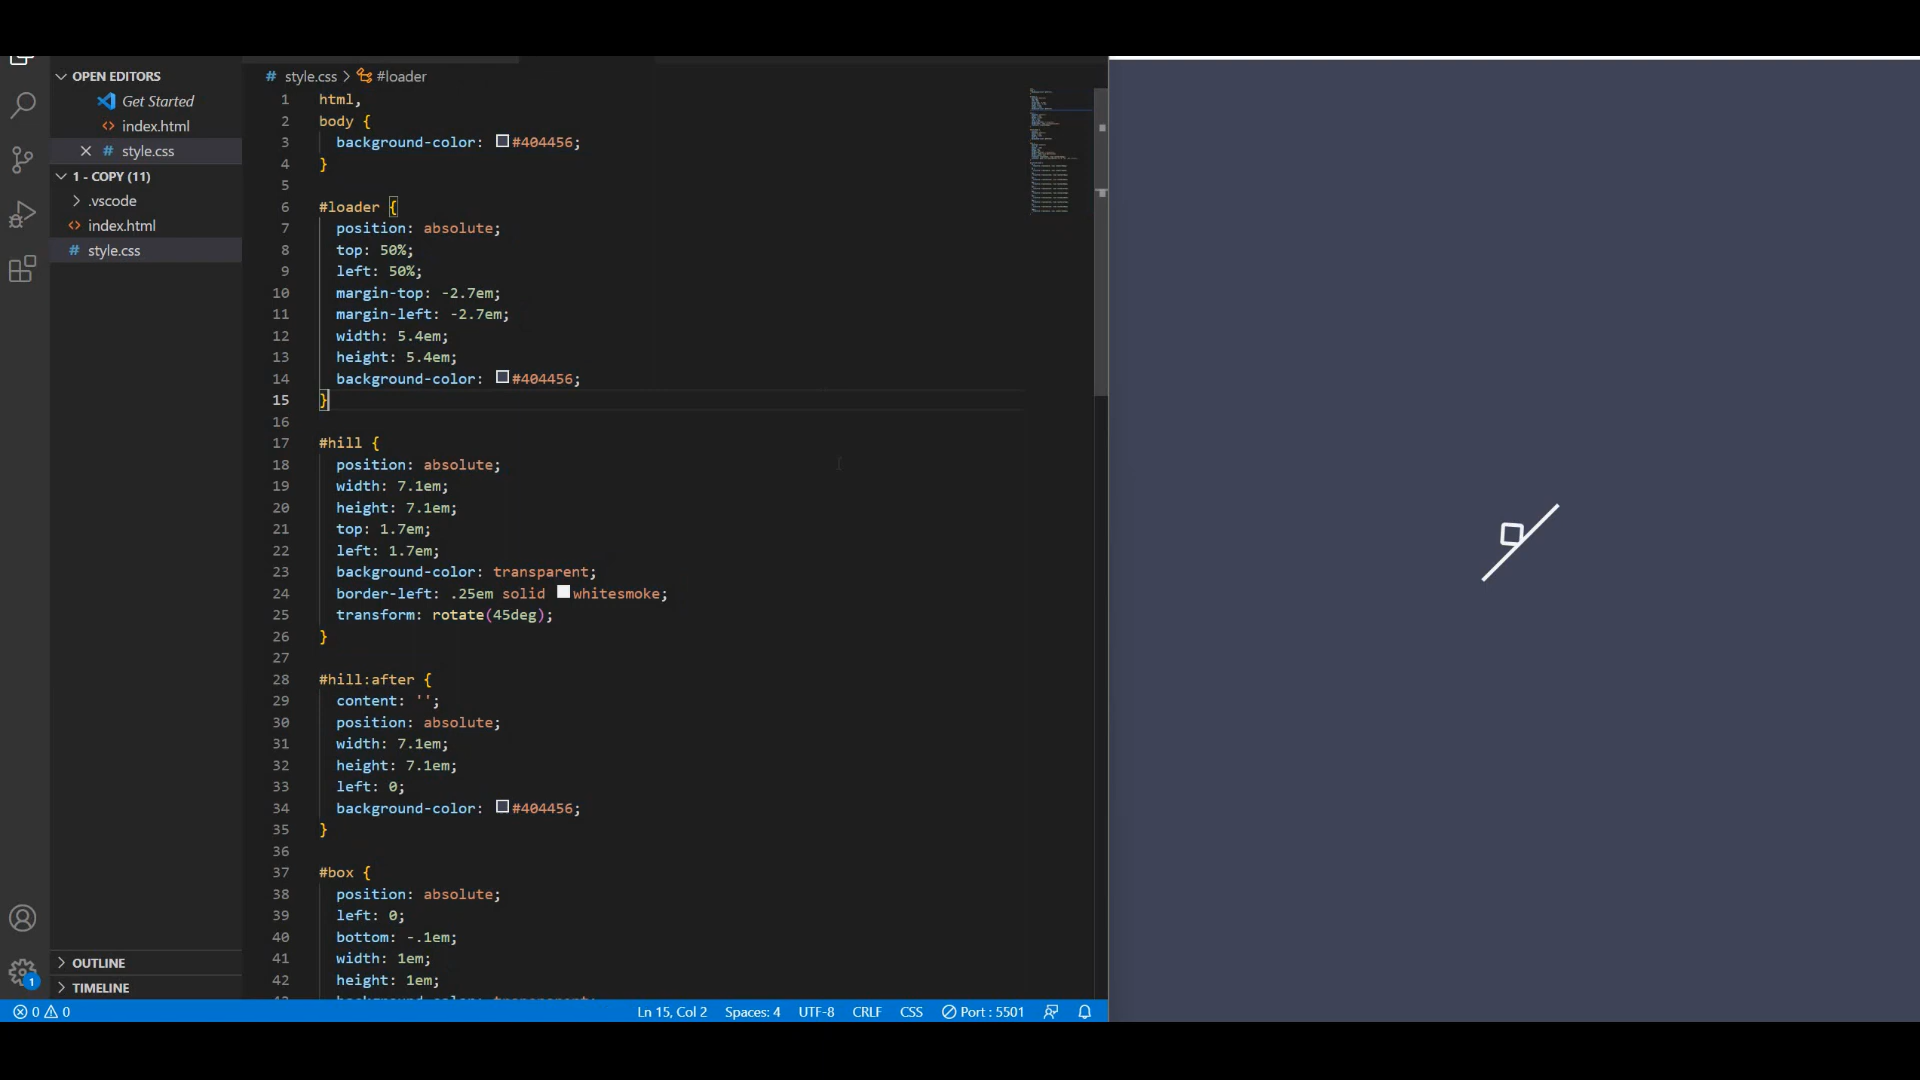 OPEN EDITORS
Get Started
index.html
style.css
1 - COPY (11)
.vscode
index.html
style.css
OUTLINE
TIMELINE
# style.css > #loader
1 html,
2 body {
3 background-color: #404456;
4 }
5
6 #loader {
7 position: absolute;
8 top: 50%;
9 left: 50%;
10 margin-top: -2.7em;
11 margin-left: -2.7em;
12 width: 5.4em;
13 height: 5.4em;
14 background-color: #404456;
15 }
16
17 #hill {
18 position: absolute;
19 width: 7.1em;
20 height: 7.1em;
21 top: 1.7em;
22 left: 1.7em;
23 background-color: transparent;
24 border-left: .25em solid whitesmoke;
25 transform: rotate(45deg);
26 }
27
28 #hill:after {
29 content: '';
30 position: absolute;
31 width: 7.1em;
32 height: 7.1em;
33 left: 0;
34 background-color: #404456;
35 }
36
37 #box {
38 position: absolute;
39 left: 0;
40 bottom: -.1em;
41 width: 1em;
42 height: 1em;
1
0 0
Ln 15, Col 2 Spaces: 4 UTF-8 CRLF CSS Port : 5501